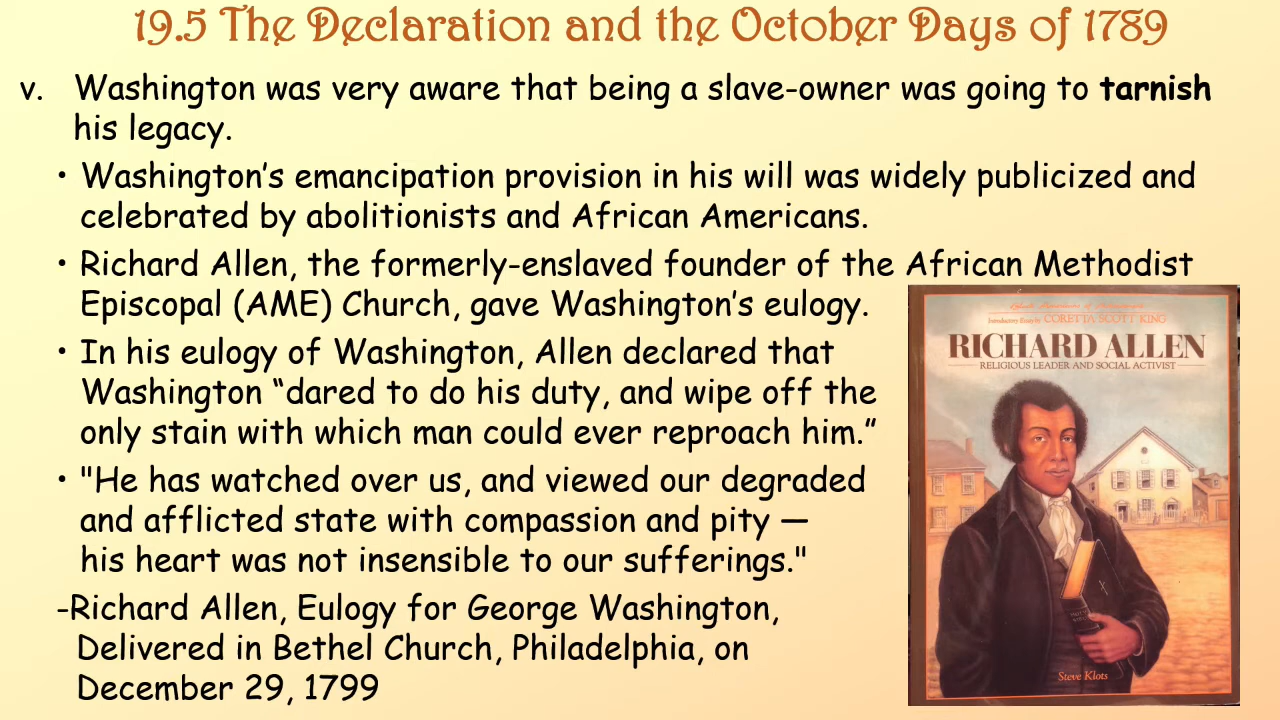 19.5 The Declaration and the October Days of 1789
v. Washington was very aware that being a slave-owner was going to tarnish
his legacy.
• Washington’s emancipation provision in his will was widely publicized and
celebrated by abolitionists and African Americans.
• Richard Allen, the formerly-enslaved founder of the African Methodist
Episcopal (AME) Church, gave Washington’s eulogy.
• In his eulogy of Washington, Allen declared that
Washington “dared to do his duty, and wipe off the
only stain with which man could ever reproach him.”
• "He has watched over us, and viewed our degraded
and afflicted state with compassion and pity —
his heart was not insensible to our sufferings."
-Richard Allen, Eulogy for George Washington,
Delivered in Bethel Church, Philadelphia, on
December 29, 1799
Black Americans of Achievement
Introductory Essay by CORETTA SCOTT KING
RICHARD ALLEN
RELIGIOUS LEADER AND SOCIAL ACTIVIST
Steve Klots